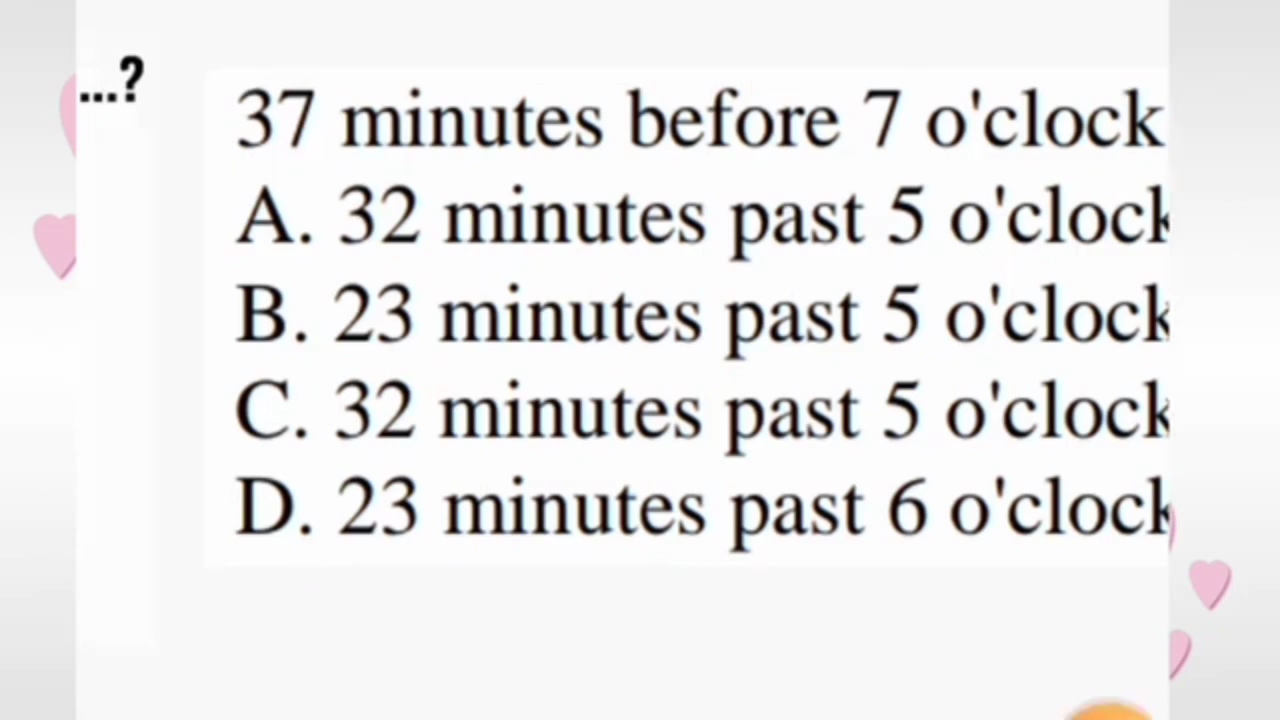 ...?
37 minutes before 7 o'clock
A. 32 minutes past 5 o'clock
B. 23 minutes past 5 o'clock
C. 32 minutes past 5 o'clock
D. 23 minutes past 6 o'clock